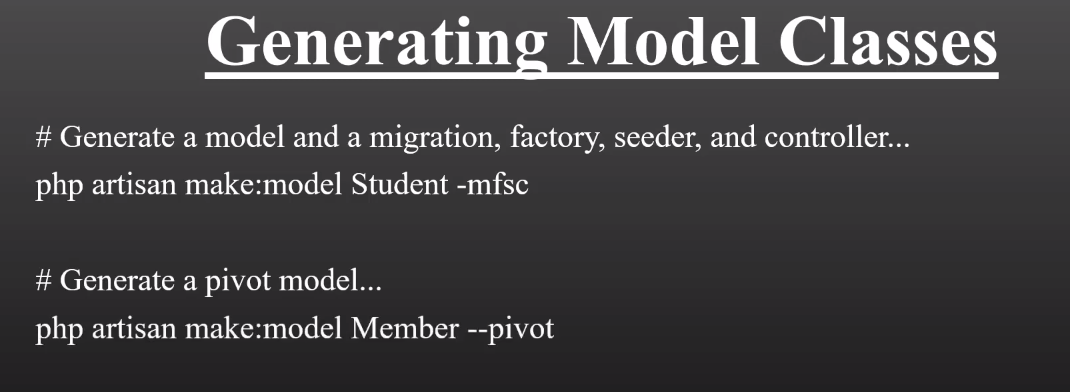 Generating Model Classes
# Generate a model and a migration, factory, seeder, and controller...
php artisan make:model Student -mfsc
# Generate a pivot model...
php artisan make:model Member --pivot